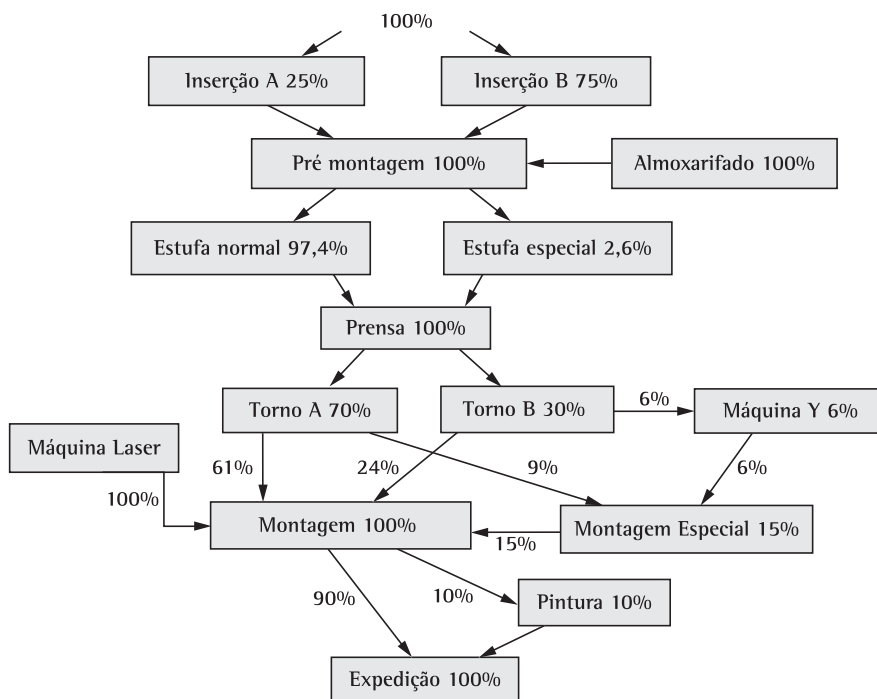 100%
Inserção A 25%
Inserção B 75%
Pré montagem 100%
Almoxarifado 100%
Estufa normal 97,4%
Estufa especial 2,6%
Prensa 100%
Torno A 70%
Torno B 30%
6%
Máquina Y 6%
Máquina Laser
61%
24%
9%
6%
100%
Montagem 100%
15%
Montagem Especial 15%
90%
10%
Pintura 10%
Expedição 100%